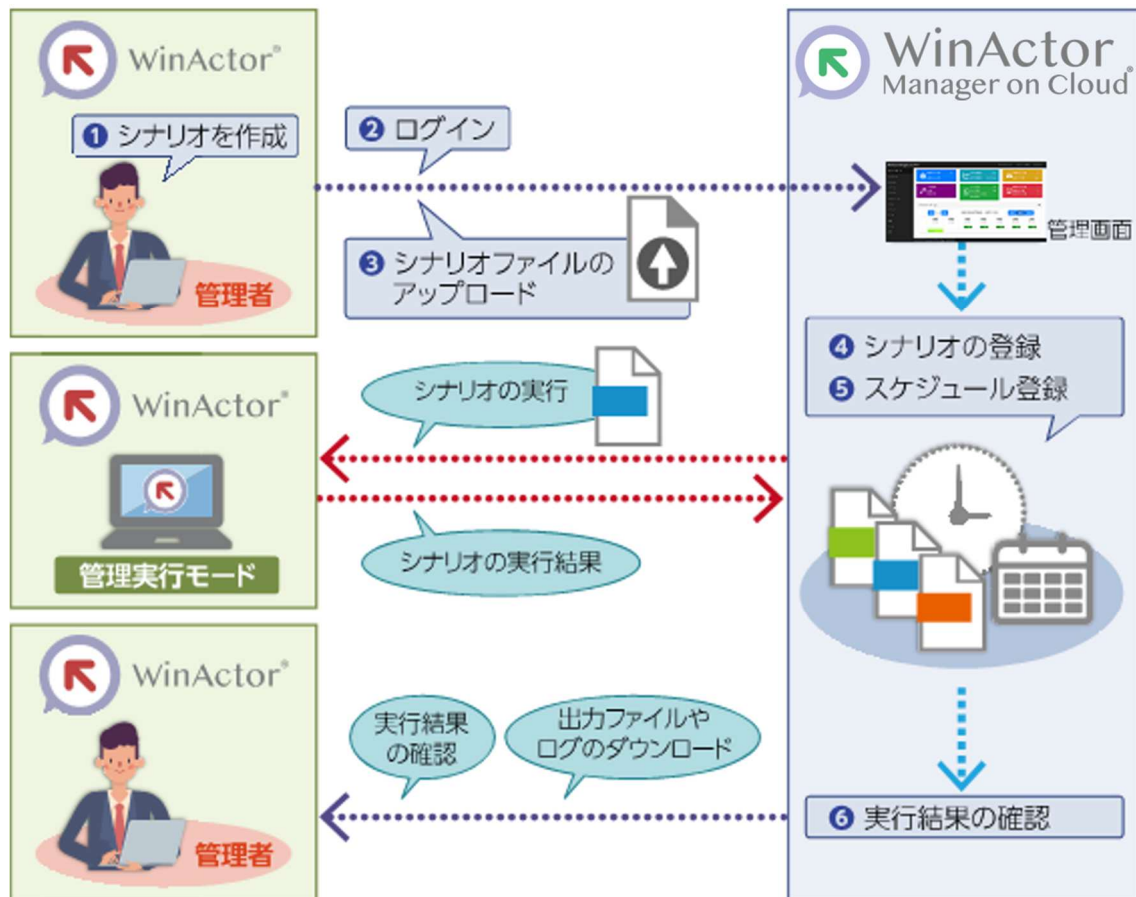 WinActor®
❶ シナリオを作成
管理者
❷ ログイン
❸ シナリオファイルの
アップロード
WinActor
Manager on Cloud®
管理画面
❹ シナリオの登録
❺ スケジュール登録
WinActor®
管理実行モード
シナリオの実行
シナリオの実行結果
WinActor®
管理者
実行結果
の確認
出力ファイルや
ログのダウンロード
❻ 実行結果の確認